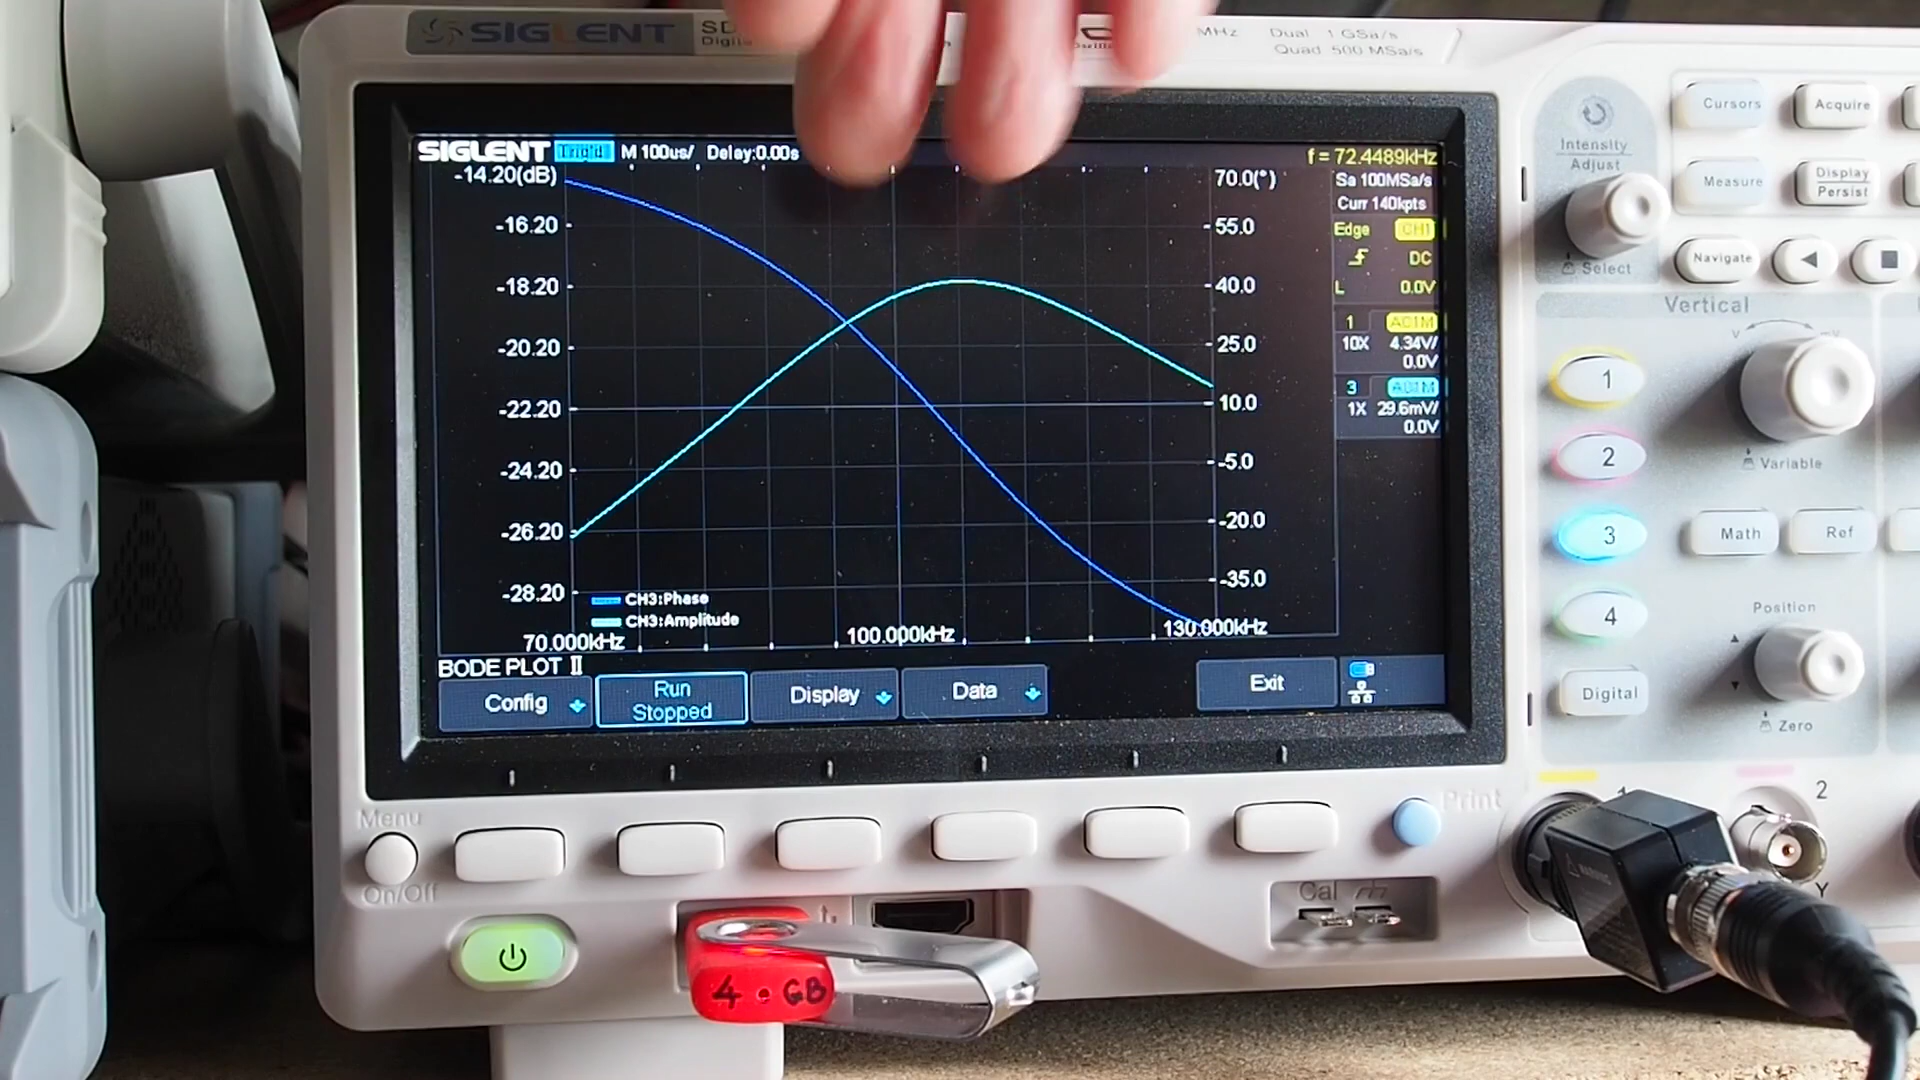 SIGLENT
MHz Dual 1 GSa/s
Quad 500 MSa/s
SIGLENT Trig'd M 100us/ Delay:0.00s f = 72.4489kHz
-14.20(dB)
-16.20
-18.20
-20.20
-22.20
-24.20
-26.20
-28.20
70.0(°)
55.0
40.0
25.0
10.0
-5.0
-20.0
-35.0
Sa 100MSa/s
Curr 140kpts
Edge CH1
DC
L 0.0V
1 AC1M
10X 4.34V/
0.0V
3 AC1M
1X 29.6mV/
0.0V
CH3:Phase
CH3:Amplitude
70.000kHz 100.000kHz 130.000kHz
BODE PLOT II
Config
Run
Stopped
Display
Data
Exit
Cursors
Acquire
Intensity
Adjust
Measure
Display
Persist
Select
Navigate
Vertical
V mV
1
Variable
2
3
Math
Ref
4
Position
Digital
Zero
Menu
On/Off
Print
Cal
1
2
Y
4 GB